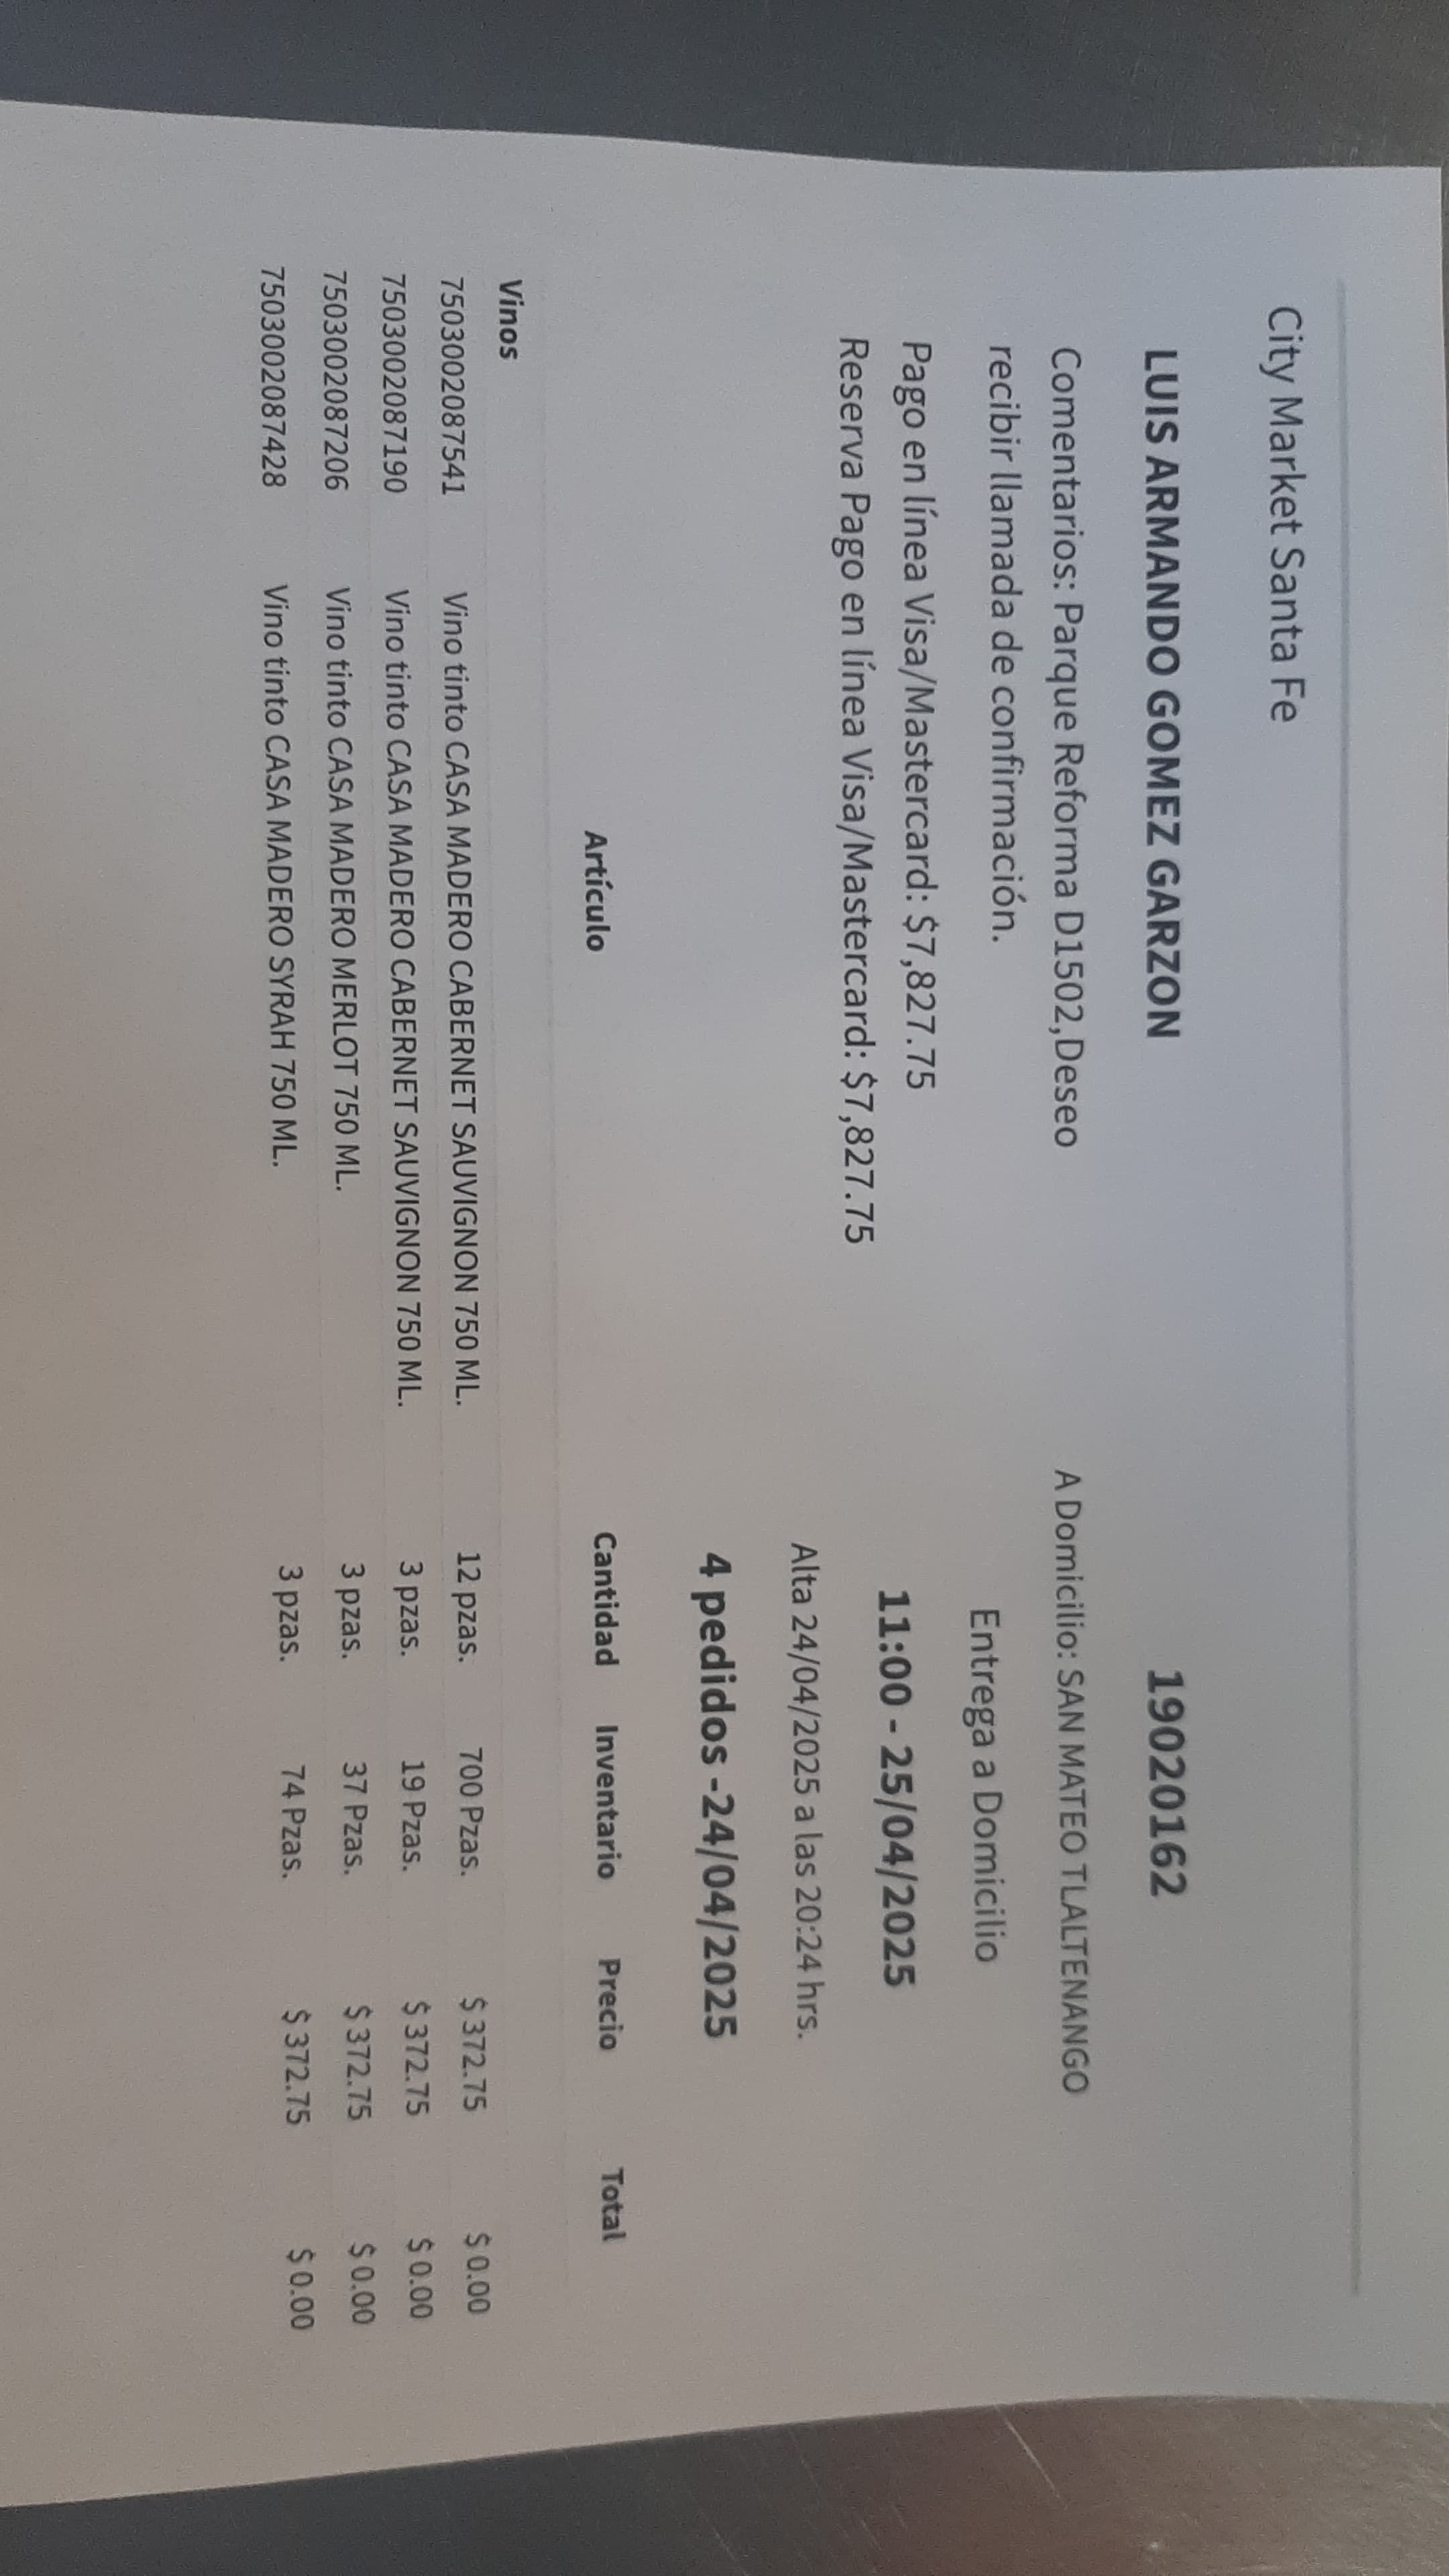 City Market Santa Fe
LUIS ARMANDO GOMEZ GARZON
19020162
Comentarios: Parque Reforma D1502,Deseo
recibir llamada de confirmación.
A Domicilio: SAN MATEO TLALTENANGO
Entrega a Domicilio
Pago en línea Visa/Mastercard: $7,827.75
11:00 - 25/04/2025
Reserva Pago en línea Visa/Mastercard: $7,827.75
Alta 24/04/2025 a las 20:24 hrs.
4 pedidos -24/04/2025
Artículo Cantidad Inventario Precio Total
Vinos
7503002087541 Vino tinto CASA MADERO CABERNET SAUVIGNON 750 ML. 12 pzas. 700 Pzas. $ 372.75 $ 0.00
7503002087190 Vino tinto CASA MADERO CABERNET SAUVIGNON 750 ML. 3 pzas. 19 Pzas. $ 372.75 $ 0.00
7503002087206 Vino tinto CASA MADERO MERLOT 750 ML. 3 pzas. 37 Pzas. $ 372.75 $ 0.00
7503002087428 Vino tinto CASA MADERO SYRAH 750 ML. 3 pzas. 74 Pzas. $ 372.75 $ 0.00